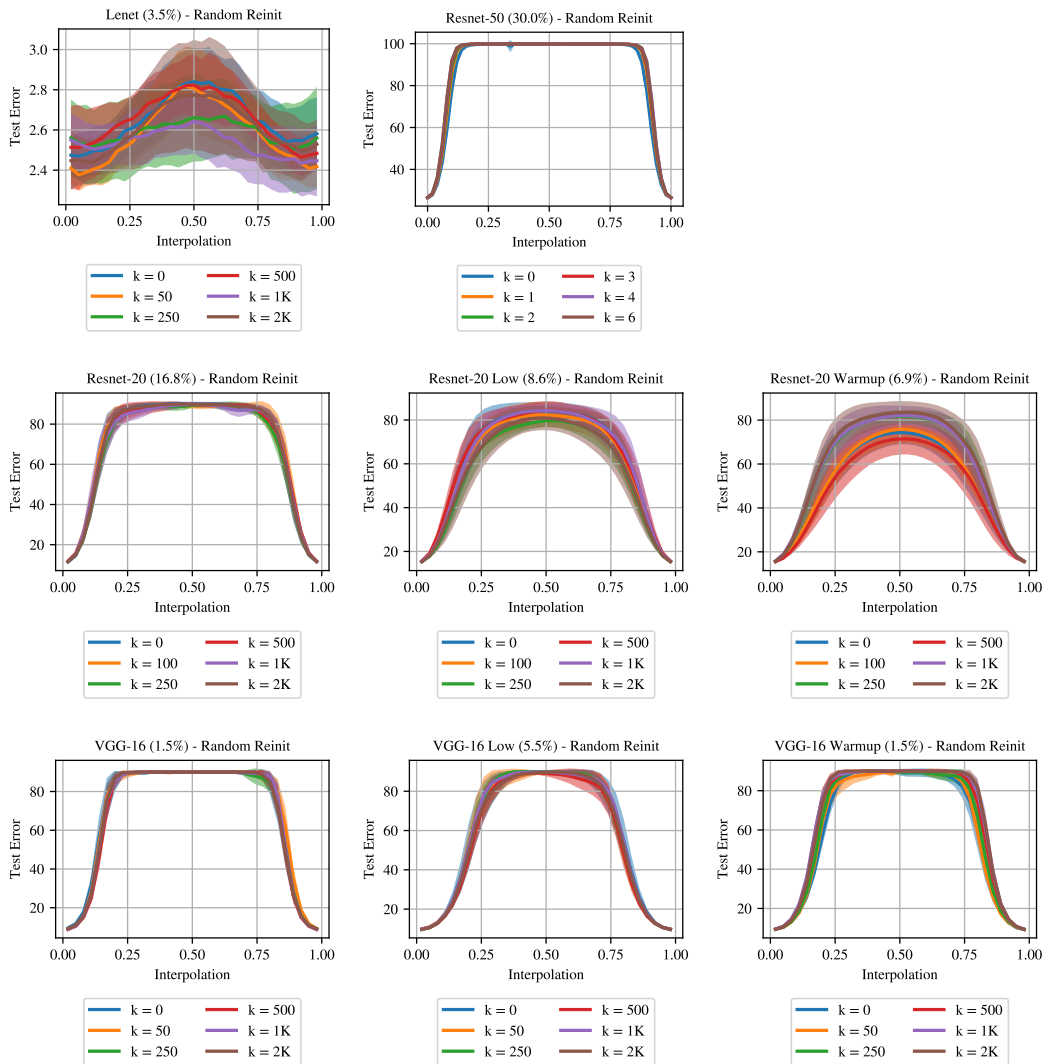 Lenet (3.5%) - Random Reinit
Test Error
3.0
2.8
2.6
2.4
0.00 0.25 0.50 0.75 1.00
Interpolation
k = 0 k = 500
k = 50 k = 1K
k = 250 k = 2K
Resnet-50 (30.0%) - Random Reinit
Test Error
100
80
60
40
0.00 0.25 0.50 0.75 1.00
Interpolation
k = 0 k = 3
k = 1 k = 4
k = 2 k = 6
Resnet-20 (16.8%) - Random Reinit
Test Error
80
60
40
20
0.00 0.25 0.50 0.75 1.00
Interpolation
k = 0 k = 500
k = 100 k = 1K
k = 250 k = 2K
Resnet-20 Low (8.6%) - Random Reinit
Test Error
80
60
40
20
0.00 0.25 0.50 0.75 1.00
Interpolation
k = 0 k = 500
k = 100 k = 1K
k = 250 k = 2K
Resnet-20 Warmup (6.9%) - Random Reinit
Test Error
80
60
40
20
0.00 0.25 0.50 0.75 1.00
Interpolation
k = 0 k = 500
k = 100 k = 1K
k = 250 k = 2K
VGG-16 (1.5%) - Random Reinit
Test Error
80
60
40
20
0.00 0.25 0.50 0.75 1.00
Interpolation
k = 0 k = 500
k = 50 k = 1K
k = 250 k = 2K
VGG-16 Low (5.5%) - Random Reinit
Test Error
80
60
40
20
0.00 0.25 0.50 0.75 1.00
Interpolation
k = 0 k = 500
k = 50 k = 1K
k = 250 k = 2K
VGG-16 Warmup (1.5%) - Random Reinit
Test Error
80
60
40
20
0.00 0.25 0.50 0.75 1.00
Interpolation
k = 0 k = 500
k = 50 k = 1K
k = 250 k = 2K